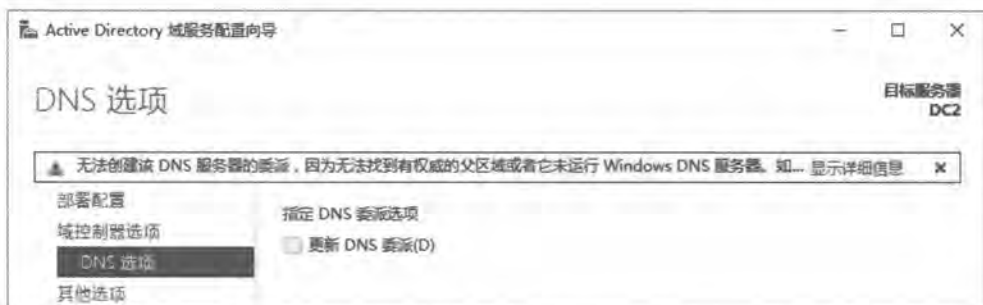 Active Directory 域服务配置向导
DNS 选项
目标服务器
DC2
无法创建该 DNS 服务器的委派，因为无法找到有权威的父区域或者它未运行 Windows DNS 服务器。如... 显示详细信息
部署配置
指定 DNS 委派选项
域控制器选项
更新 DNS 委派(D)
DNS 选项
其他选项